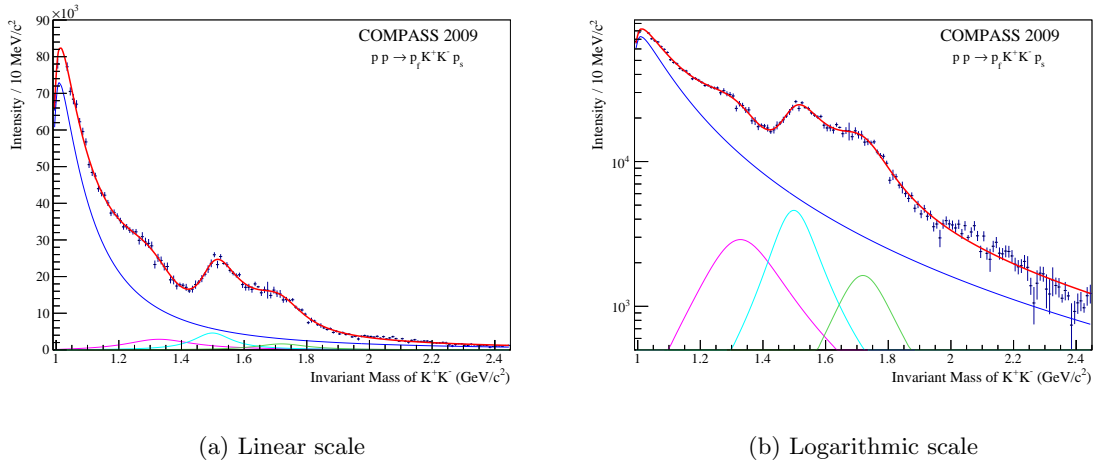 ×10³
90
80
70
60
50
40
30
20
10
0
Intensity / 10 MeV/c²
COMPASS 2009
p p → p_f K⁺K⁻ p_s
1 1.2 1.4 1.6 1.8 2 2.2 2.4
Invariant Mass of K⁺K⁻ (GeV/c²)
(a) Linear scale
Intensity / 10 MeV/c²
10⁴
10³
COMPASS 2009
p p → p_f K⁺K⁻ p_s
1 1.2 1.4 1.6 1.8 2 2.2 2.4
Invariant Mass of K⁺K⁻ (GeV/c²)
(b) Logarithmic scale